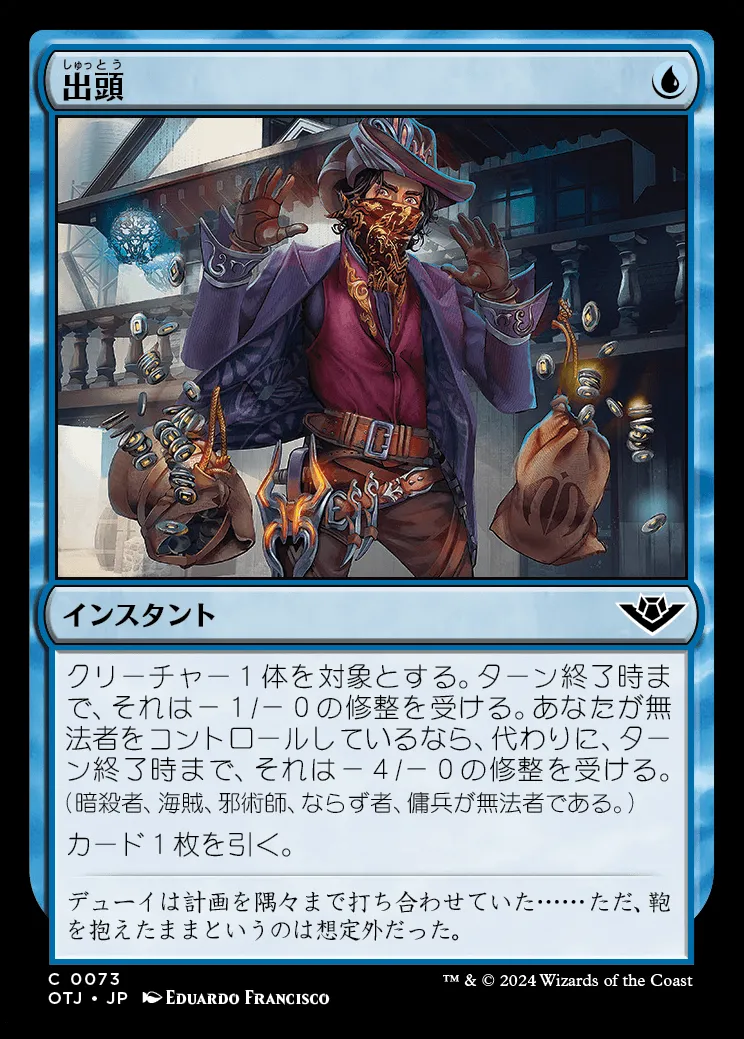 しゅっとう
出頭
インスタント
クリーチャー1体を対象とする。ターン終了時ま
で、それは-1/-0の修整を受ける。あなたが無
法者をコントロールしているなら、代わりに、ター
ン終了時まで、それは-4/-0の修整を受ける。
（暗殺者、海賊、邪術師、ならず者、傭兵が無法者である。）
カード1枚を引く。
デューイは計画を隅々まで打ち合わせていた……ただ、鞄
を抱えたままというのは想定外だった。
C 0073
OTJ • JP Eduardo Francisco
™ & © 2024 Wizards of the Coast